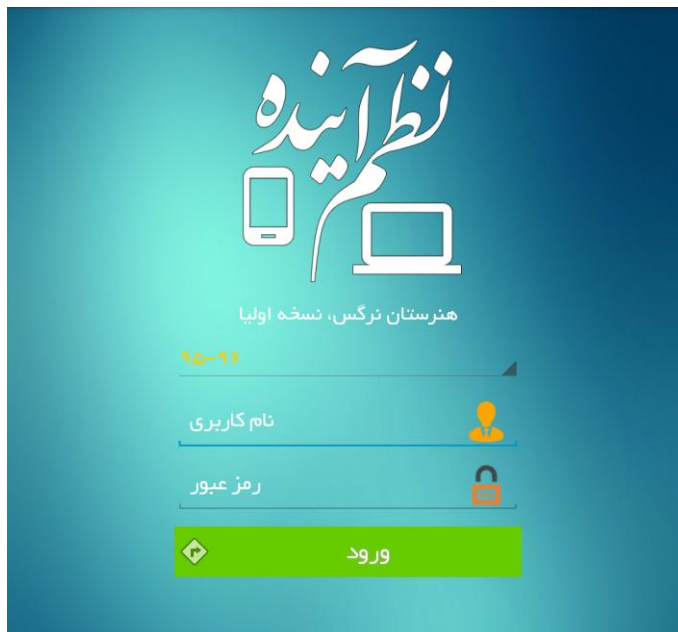 نظم آینده
هنرستان نرگس، نسخه اولیا
۹۵-۹۶
نام کاربری
رمز عبور
ورود